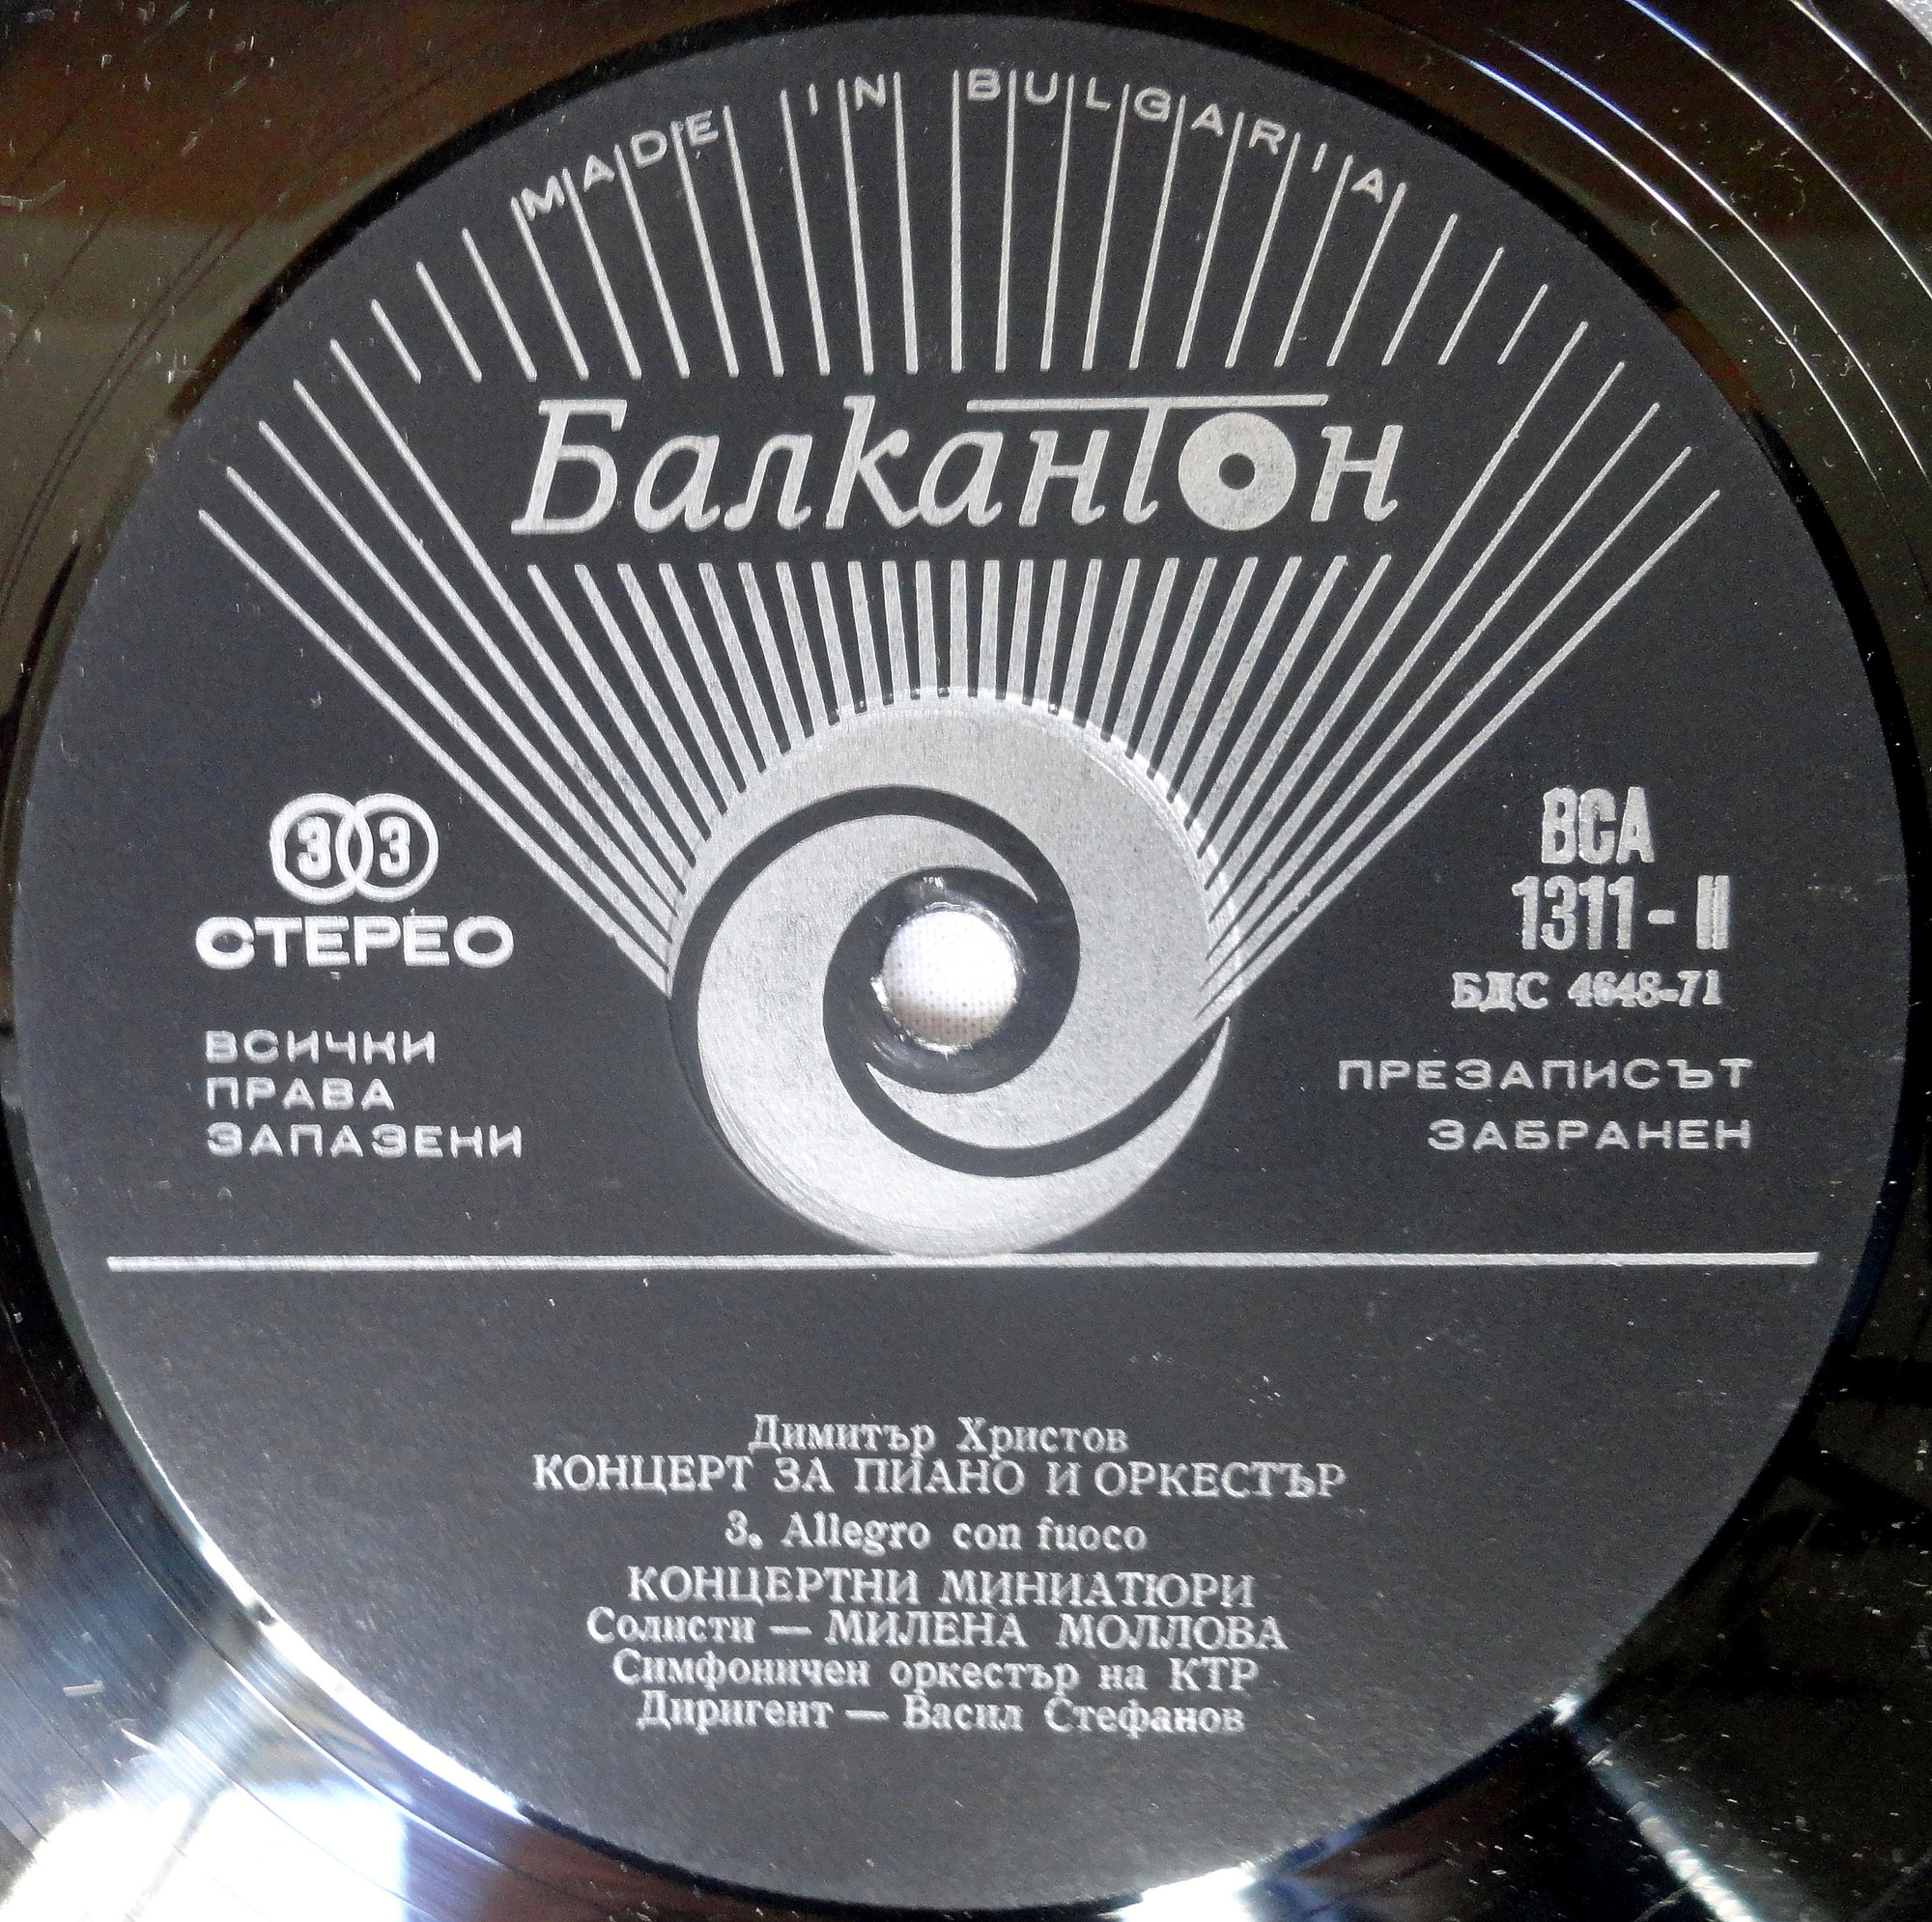 MADE IN BULGARIA
Балкантон
33
СТЕРЕО
ВСИЧКИ
ПРАВА
ЗАПАЗЕНИ
ВСА
1311 - II
БДС 4648-71
ПРЕЗАПИСЪТ
ЗАБРАНЕН
Димитър Христов
КОНЦЕРТ ЗА ПИАНО И ОРКЕСТЪР
3. Allegro con fuoco
КОНЦЕРТНИ МИНИАТЮРИ
Солисти — МИЛЕНА МОЛЛОВА
Симфоничен оркестър на КТР
Диригент — Васил Стефанов